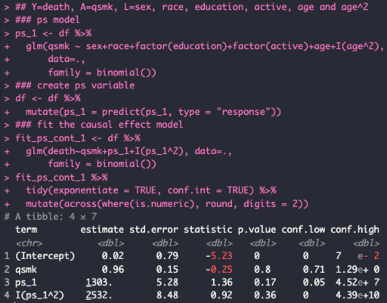 > ## Y=death, A=qsmk, L=sex, race, education, active, age and age^2
> ### ps model
> ps_1 <- df %>%
+   glm(qsmk ~ sex+race+factor(education)+factor(active)+age+I(age^2),
+       data=.,
+       family = binomial())
> ### create ps variable
> df <- df %>%
+   mutate(ps_1 = predict(ps_1, type = "response"))
> ### fit the causal effect model
> fit_ps_cont_1 <- df %>%
+   glm(death~qsmk+ps_1+I(ps_1^2), data=.,
+       family = binomial())
> fit_ps_cont_1 %>%
+   tidy(exponentiate = TRUE, conf.int = TRUE) %>%
+   mutate(across(where(is.numeric), round, digits = 2))
# A tibble: 4 × 7
  term        estimate std.error statistic p.value conf.low conf.high
  <chr>          <dbl>     <dbl>     <dbl>   <dbl>    <dbl>     <dbl>
1 (Intercept)     0.02      0.79     -5.23    0        0      7   e- 2
2 qsmk            0.96      0.15     -0.25    0.8      0.71   1.29e+ 0
3 ps_1         1303.        5.28      1.36    0.17     0.05   4.52e+ 7
4 I(ps_1^2)    2532.        8.48      0.92    0.36     0      4.39e+10